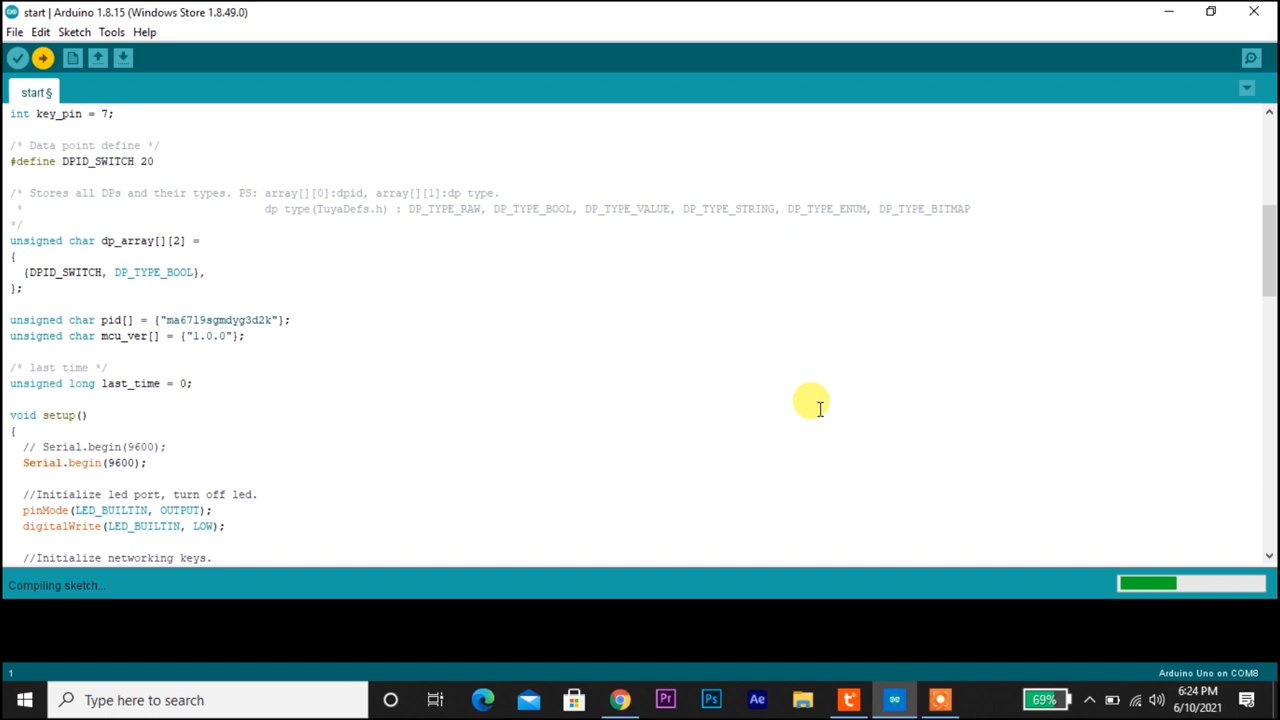 start | Arduino 1.8.15 (Windows Store 1.8.49.0)
File Edit Sketch Tools Help
start §
int key_pin = 7;
/* Data point define */
#define DPID_SWITCH 20
/* Stores all DPs and their types. PS: array[][0]:dpid, array[][1]:dp type.
* dp type(TuyaDefs.h) : DP_TYPE_RAW, DP_TYPE_BOOL, DP_TYPE_VALUE, DP_TYPE_STRING, DP_TYPE_ENUM, DP_TYPE_BITMAP
*/
unsigned char dp_array[][2] =
{
{DPID_SWITCH, DP_TYPE_BOOL},
};
unsigned char pid[] = {"ma67l9sgmdyg3d2k"};
unsigned char mcu_ver[] = {"1.0.0"};
/* last time */
unsigned long last_time = 0;
void setup()
{
// Serial.begin(9600);
Serial.begin(9600);
//Initialize led port, turn off led.
pinMode(LED_BUILTIN, OUTPUT);
digitalWrite(LED_BUILTIN, LOW);
//Initialize networking keys.
Compiling sketch...
1 Arduino Uno on COM8
Type here to search
Pr Ps Ae t 69% 6:24 PM
6/10/2021